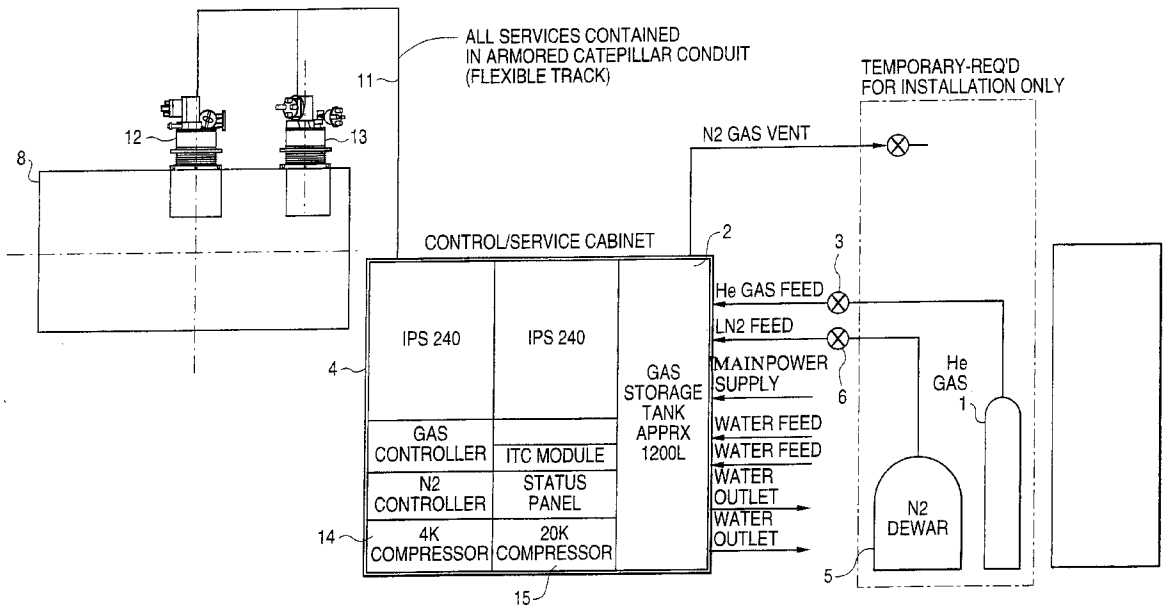 ALL SERVICES CONTAINED
IN ARMORED CATEPILLAR CONDUIT
(FLEXIBLE TRACK)
11
TEMPORARY-REQ'D
FOR INSTALLATION ONLY
12
13
N2 GAS VENT
8
CONTROL/SERVICE CABINET
2
3
He GAS FEED
LN2 FEED
IPS 240
IPS 240
4
6
MAIN POWER
SUPPLY
He
GAS
1
GAS
STORAGE
TANK
APPRX
1200L
WATER FEED
WATER FEED
GAS
CONTROLLER
ITC MODULE
WATER
OUTLET
N2
CONTROLLER
STATUS
PANEL
N2
DEWAR
WATER
OUTLET
14
4K
COMPRESSOR
20K
COMPRESSOR
5
15